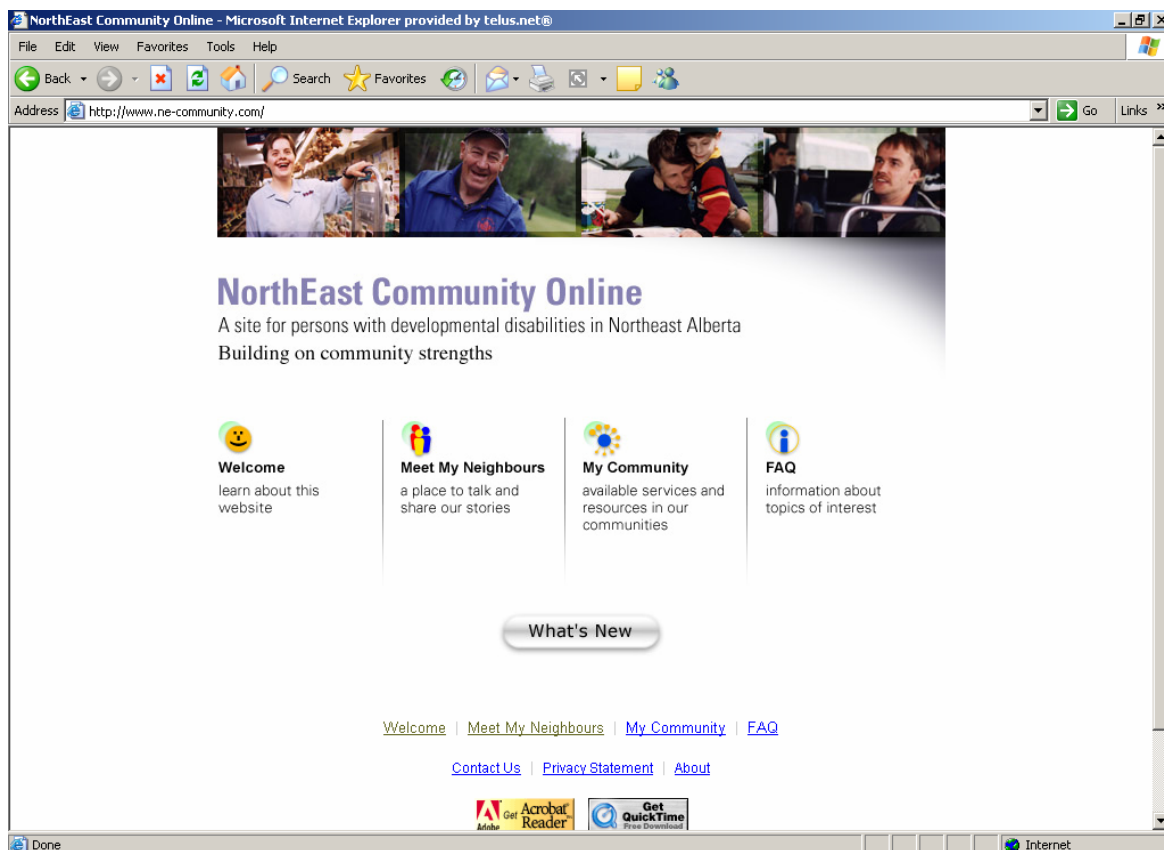 NorthEast Community Online - Microsoft Internet Explorer provided by telus.net®
File Edit View Favorites Tools Help
Back Search Favorites
Address http://www.ne-community.com/ Go Links »
NorthEast Community Online
A site for persons with developmental disabilities in Northeast Alberta
Building on community strengths
Welcome
learn about this
website
Meet My Neighbours
a place to talk and
share our stories
My Community
available services and
resources in our
communities
FAQ
information about
topics of interest
What's New
Welcome | Meet My Neighbours | My Community | FAQ
Contact Us | Privacy Statement | About
Adobe Get Acrobat Reader
Get QuickTime Free Download
Done Internet